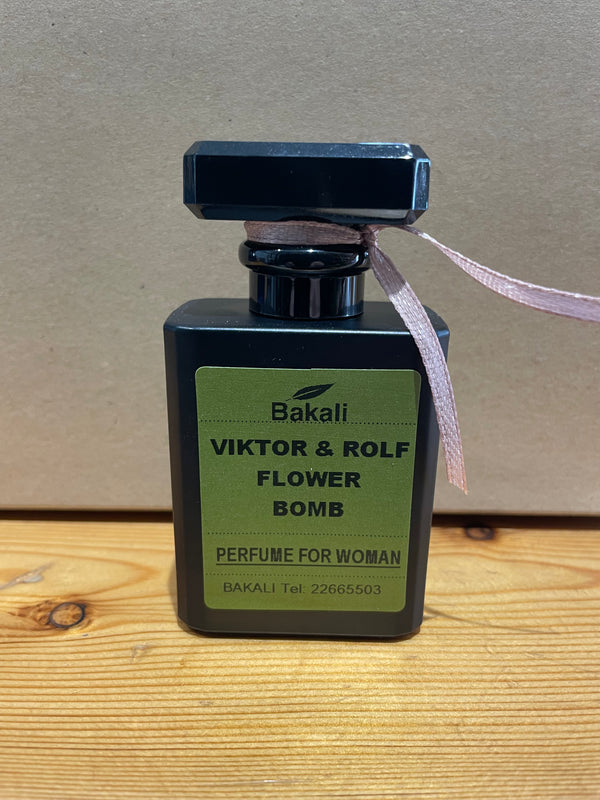 Bakali
VIKTOR & ROLF
FLOWER
BOMB
PERFUME FOR WOMAN
BAKALI Tel: 22665503